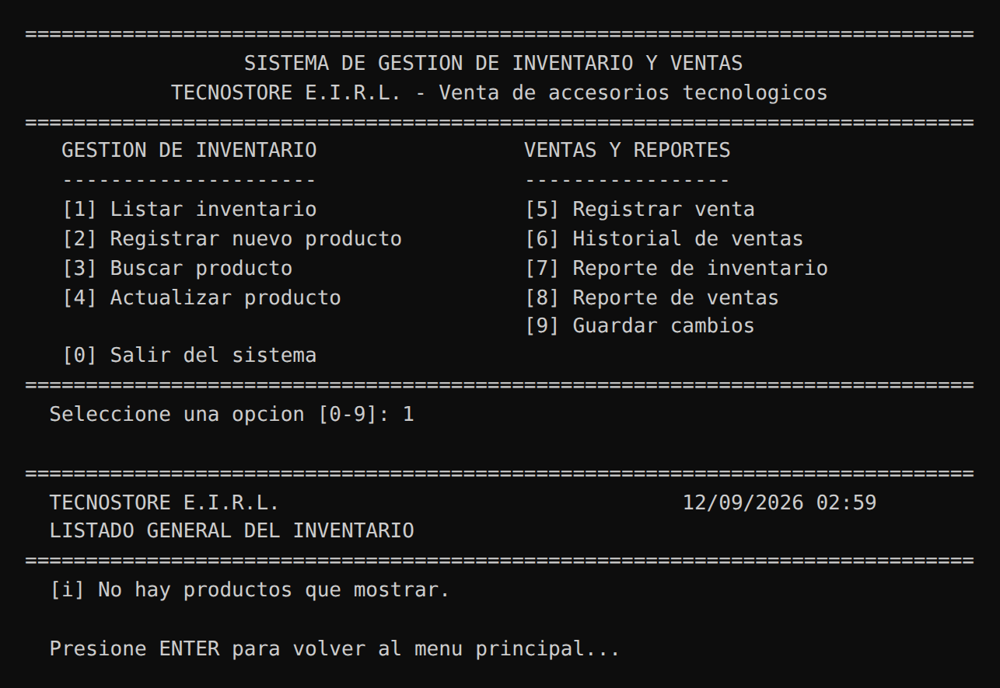 ==============================================================================
SISTEMA DE GESTION DE INVENTARIO Y VENTAS
TECNOSTORE E.I.R.L. - Venta de accesorios tecnologicos
==============================================================================
GESTION DE INVENTARIO                 VENTAS Y REPORTES
---------------------                 -----------------
[1] Listar inventario                 [5] Registrar venta
[2] Registrar nuevo producto          [6] Historial de ventas
[3] Buscar producto                   [7] Reporte de inventario
[4] Actualizar producto               [8] Reporte de ventas
                                      [9] Guardar cambios
[0] Salir del sistema
==============================================================================
Seleccione una opcion [0-9]: 1
==============================================================================
TECNOSTORE E.I.R.L.                                 12/09/2026 02:59
LISTADO GENERAL DEL INVENTARIO
==============================================================================
[i] No hay productos que mostrar.
Presione ENTER para volver al menu principal...